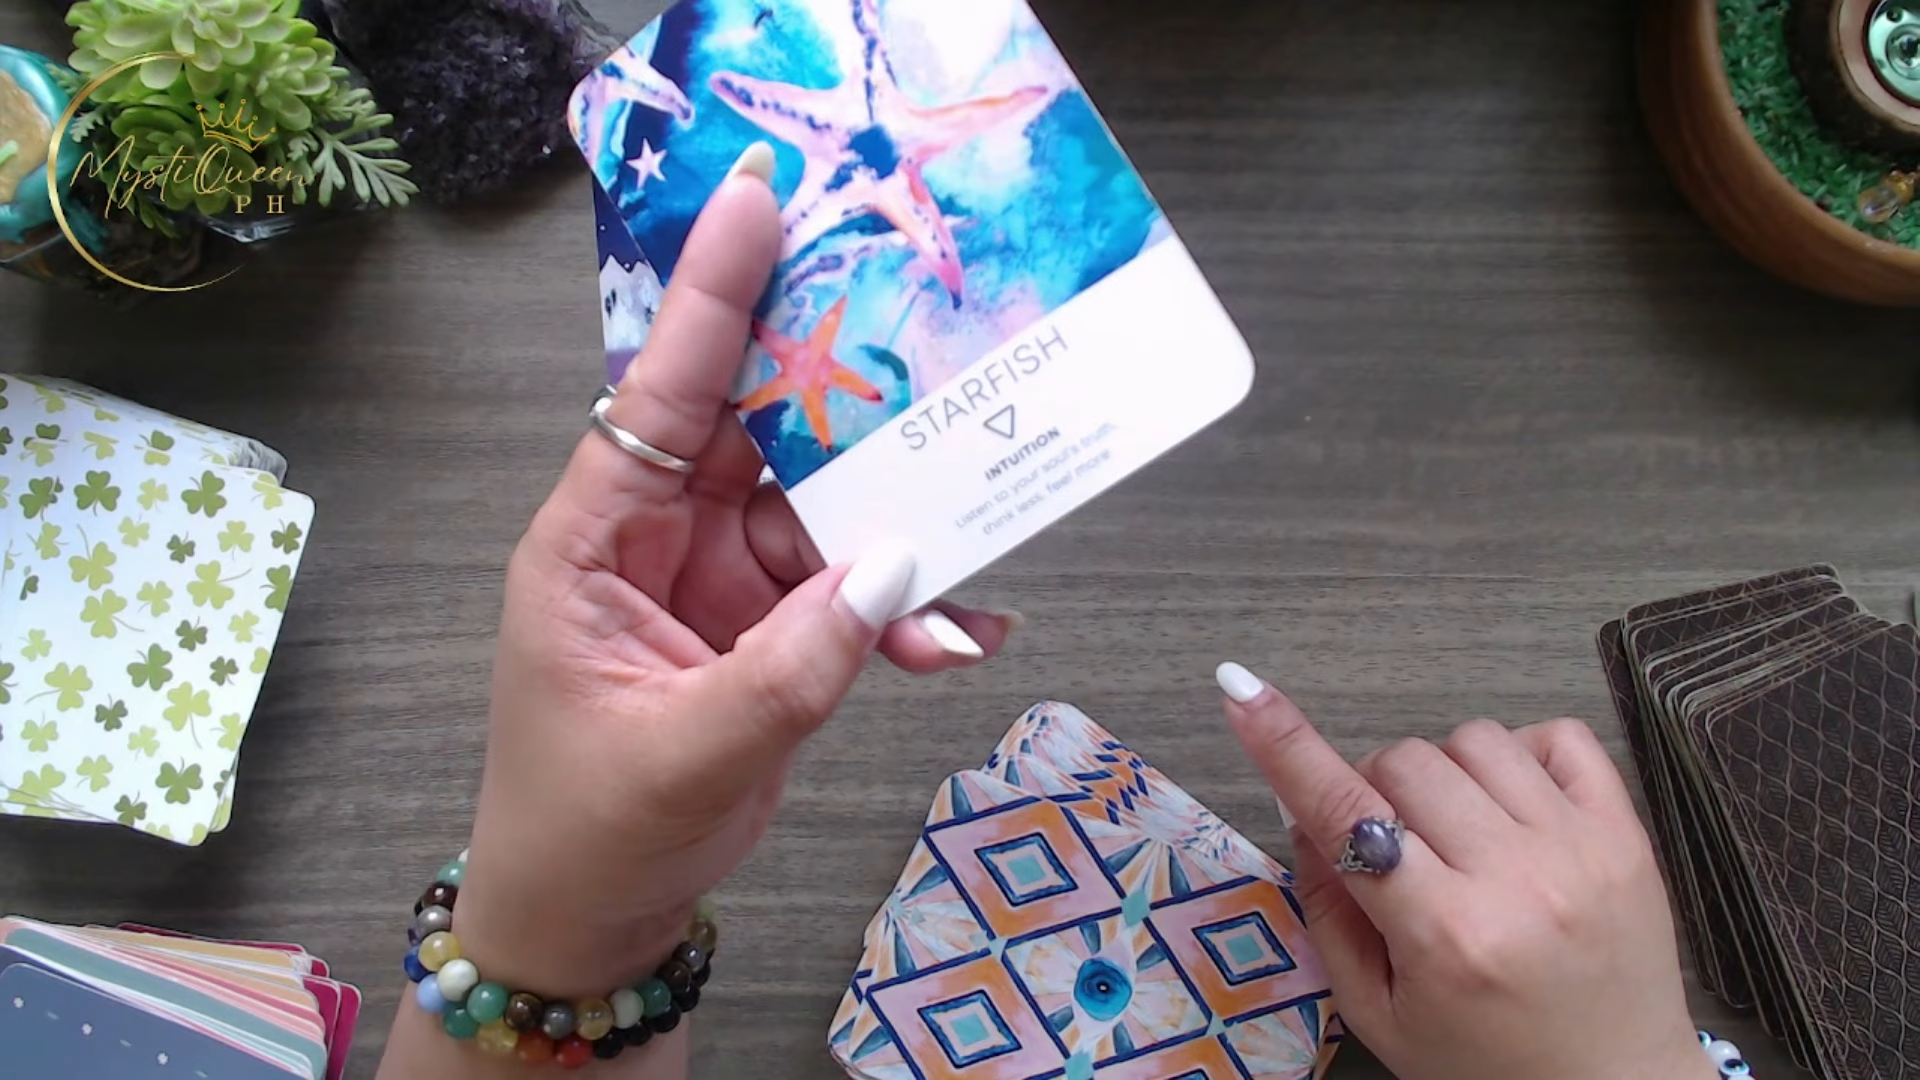 MystiQueen
PH
STARFISH
INTUITION
Listen to your soul's truth,
think less, feel more